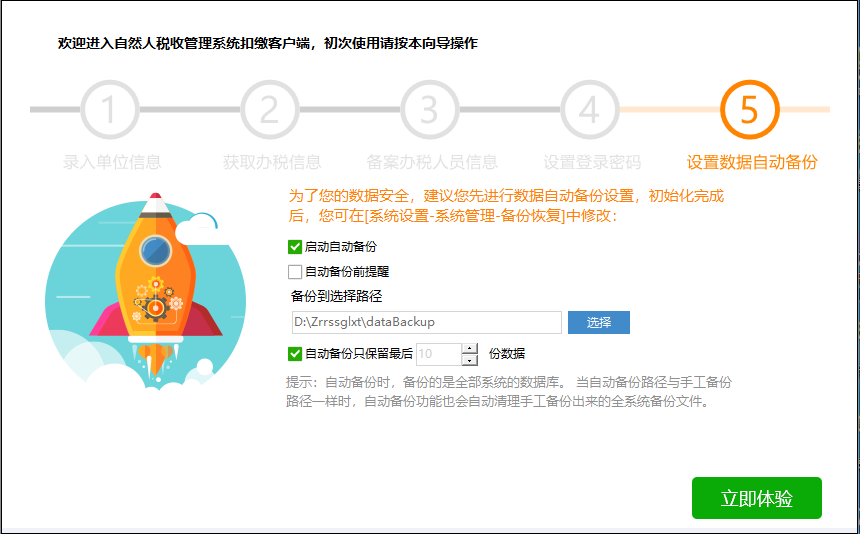 欢迎进入自然人税收管理系统扣缴客户端，初次使用请按本向导操作
1
2
3
4
5
录入单位信息
获取办税信息
备案办税人员信息
设置登录密码
设置数据自动备份
为了您的数据安全，建议您先进行数据自动备份设置，初始化完成
后，您可在[系统设置-系统管理-备份恢复]中修改：
启动自动备份
自动备份前提醒
备份到选择路径
D:\Zrrssglxt\dataBackup
选择
自动备份只保留最后 10 份数据
提示：自动备份时，备份的是全部系统的数据库。 当自动备份路径与手工备份
路径一样时，自动备份功能也会自动清理手工备份出来的全系统备份文件。
立即体验